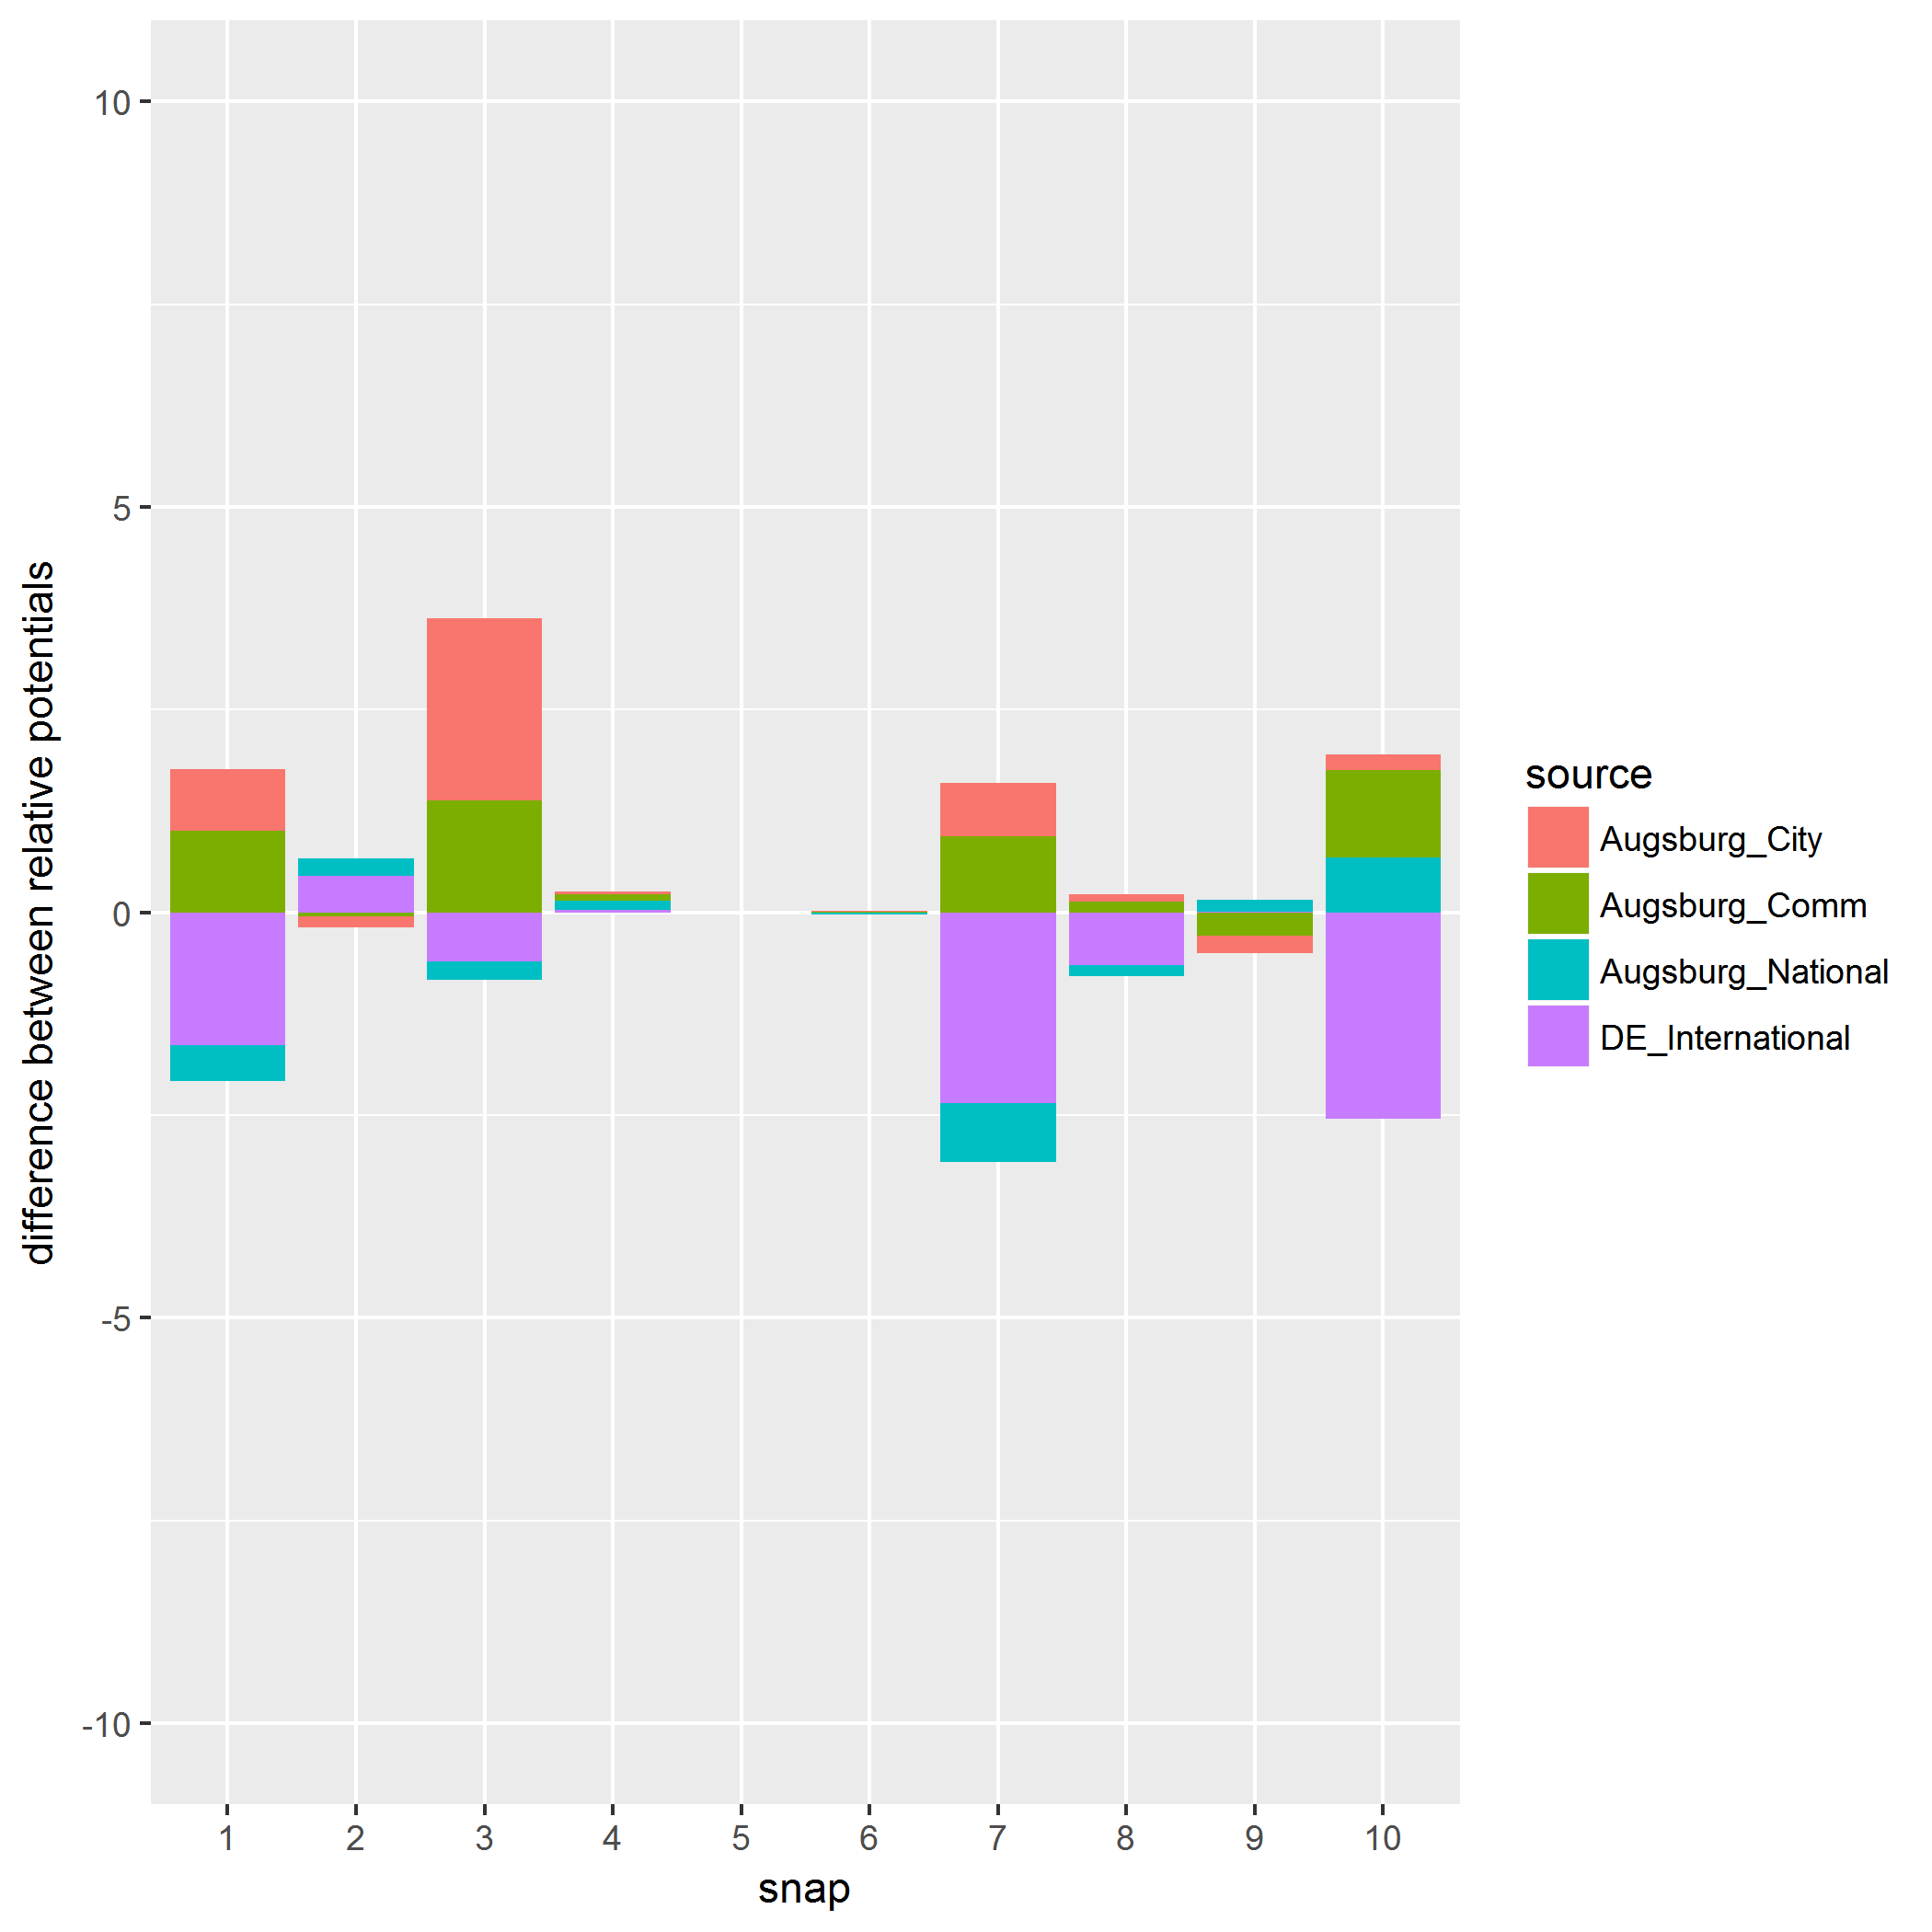 difference between relative potentials
10
5
0
-5
-10
1 2 3 4 5 6 7 8 9 10
snap
source
Augsburg_City
Augsburg_Comm
Augsburg_National
DE_International